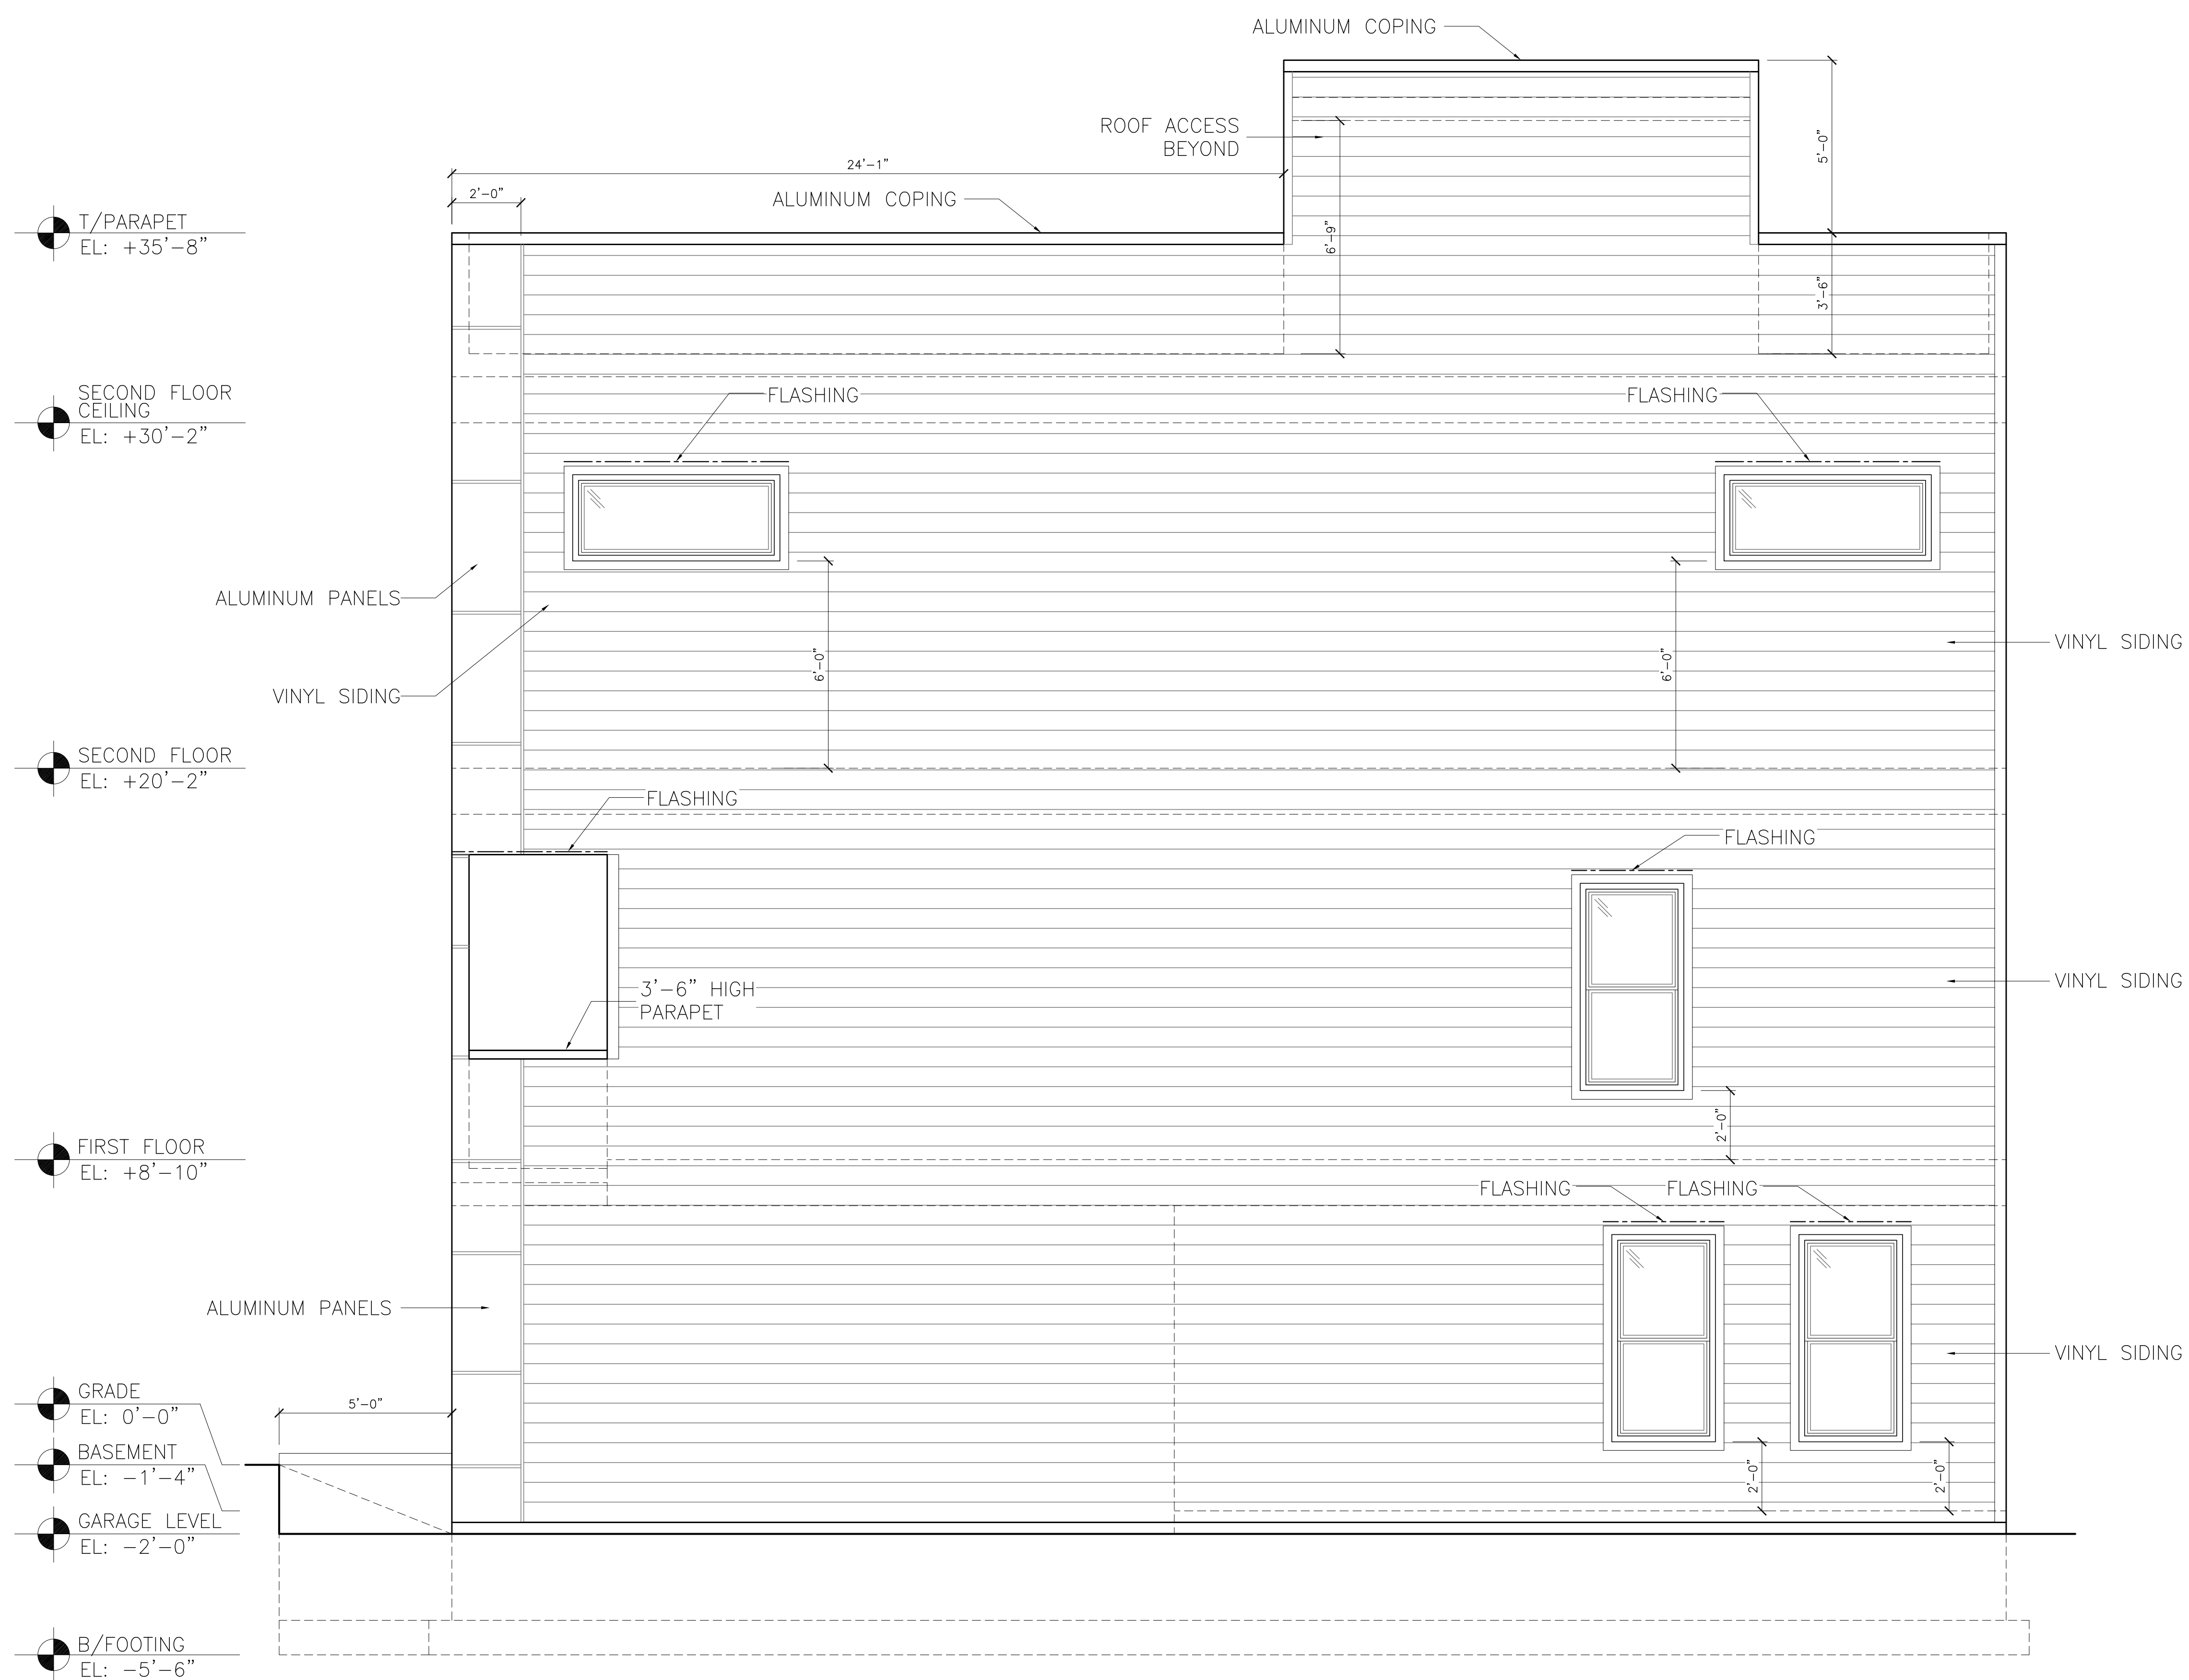 ALUMINUM COPING
ROOF ACCESS
BEYOND
5'-0"
24'-1"
2'-0"
ALUMINUM COPING
T/PARAPET
EL: +35'-8"
6'-9"
3'-6"
SECOND FLOOR
CEILING
EL: +30'-2"
FLASHING
FLASHING
ALUMINUM PANELS
6'-0"
6'-0"
VINYL SIDING
VINYL SIDING
SECOND FLOOR
EL: +20'-2"
FLASHING
FLASHING
3'-6" HIGH
PARAPET
VINYL SIDING
2'-0"
FIRST FLOOR
EL: +8'-10"
FLASHING
FLASHING
ALUMINUM PANELS
VINYL SIDING
GRADE
EL: 0'-0"
5'-0"
BASEMENT
EL: -1'-4"
2'-0"
2'-0"
GARAGE LEVEL
EL: -2'-0"
B/FOOTING
EL: -5'-6"